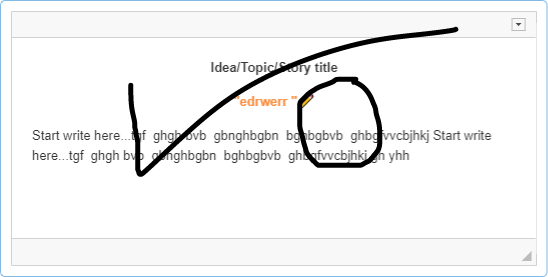 Idea/Topic/Story title
"edrwerr "
Start write here...tgf ghgh bvb gbnghbgbn bghbgbvb ghbgfvvcbjhkj Start write
here...tgf ghgh bvb gbnghbgbn bghbgbvb ghbgfvvcbjhkj gn yhh